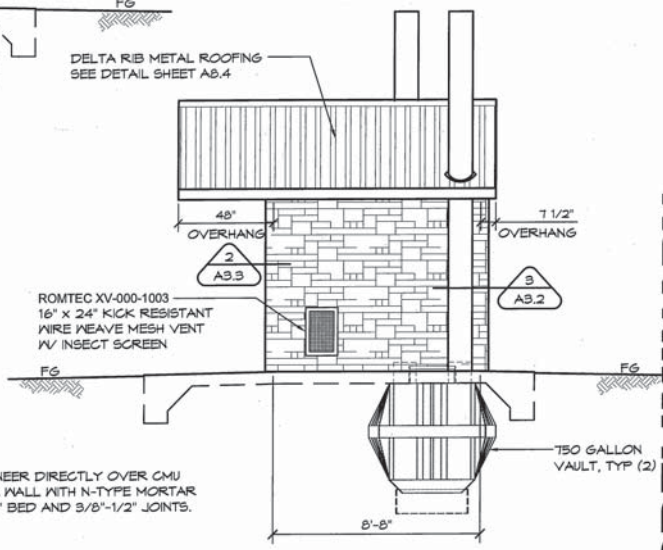 FG
DELTA RIB METAL ROOFING
SEE DETAIL SHEET A8.4
48"
OVERHANG
7 1/2"
OVERHANG
2
A3.3
3
A3.2
ROMTEC XV-000-1003
16" x 24" KICK RESISTANT
WIRE WEAVE MESH VENT
W/ INSECT SCREEN
FG
FG
750 GALLON
VAULT, TYP (2)
NEER DIRECTLY OVER CMU
WALL WITH N-TYPE MORTAR
" BED AND 3/8"-1/2" JOINTS.
8'-8"